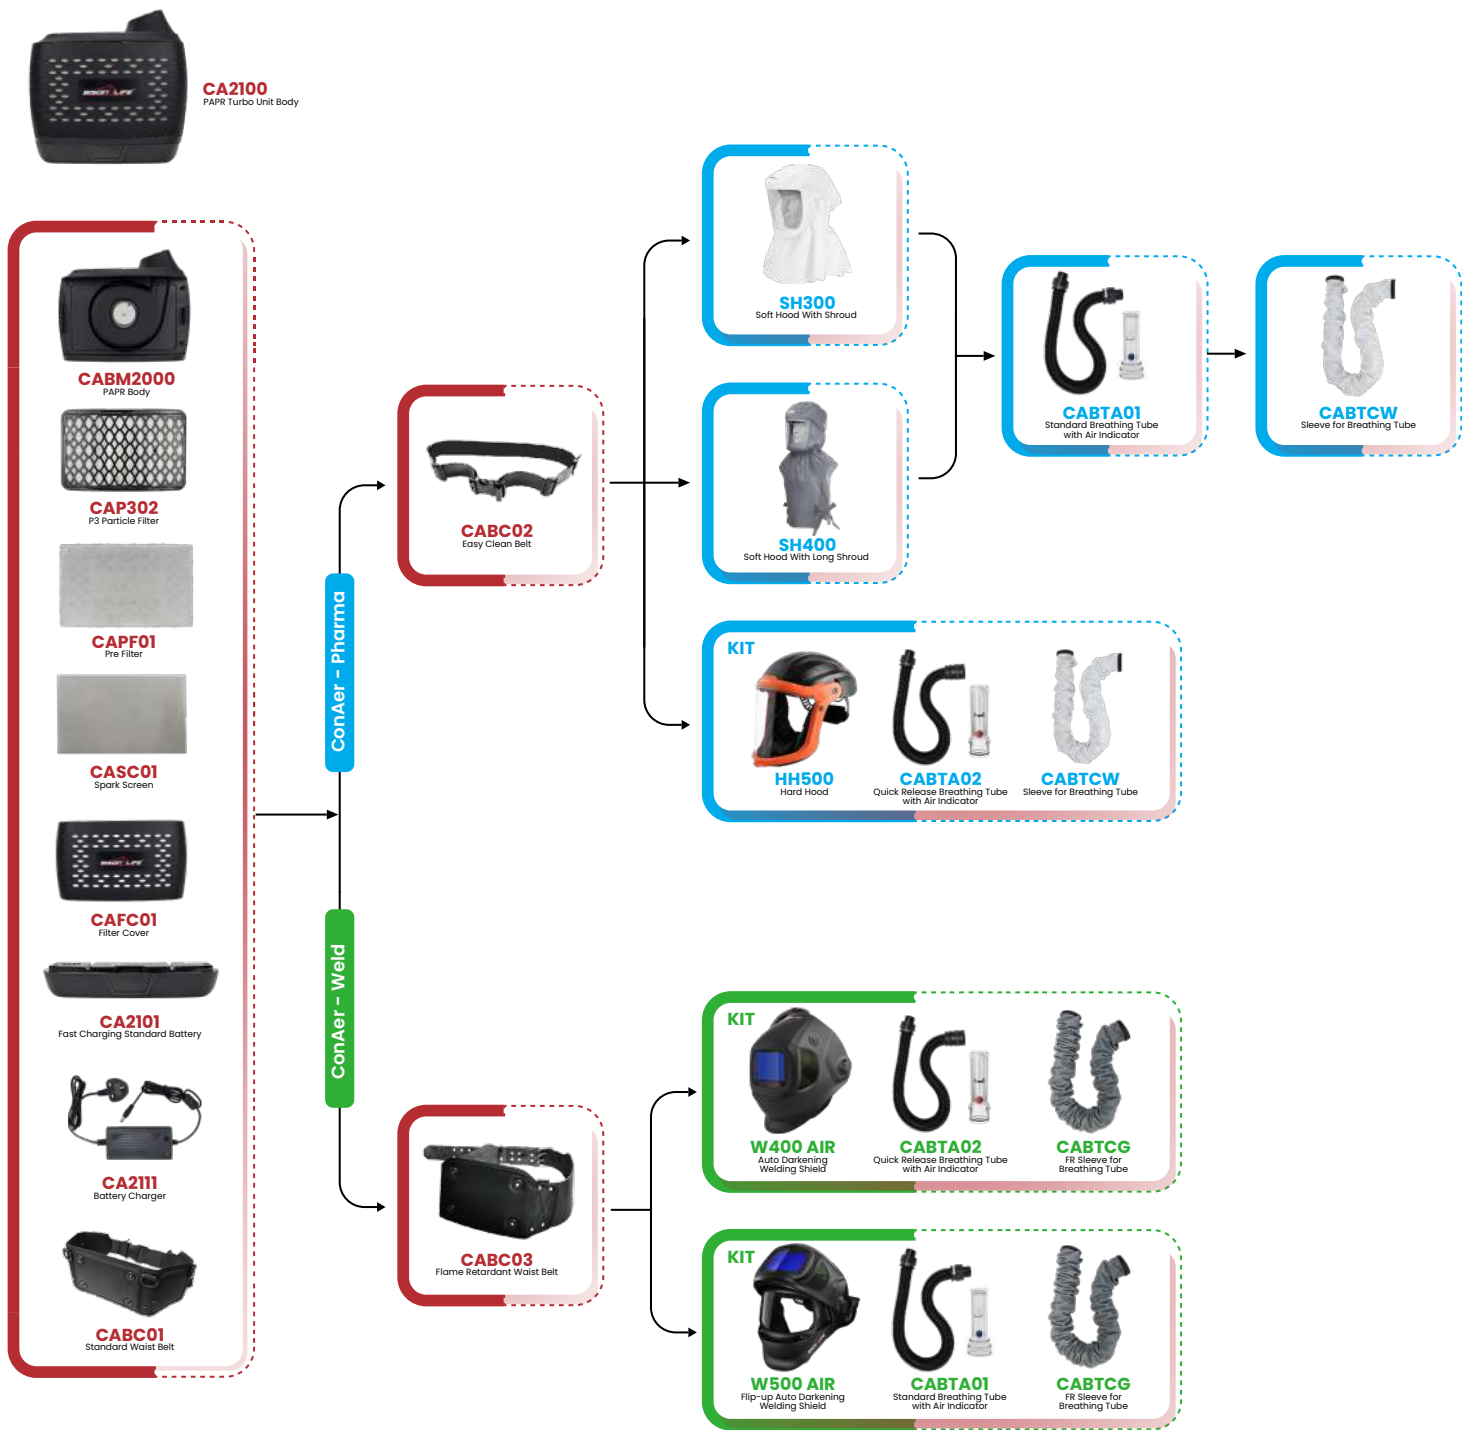 CA2100
PAPR Turbo Unit Body
CABM2000
PAPR Body
CAP302
P3 Particle Filter
CAPF01
Pre Filter
CASC01
Spark Screen
CAFC01
Filter Cover
CA2101
Fast Charging Standard Battery
CA2111
Battery Charger
CABC01
Standard Waist Belt
ConAer - Pharma
ConAer - Weld
CABC02
Easy Clean Belt
SH300
Soft Hood With Shroud
SH400
Soft Hood With Long Shroud
CABTA01
Standard Breathing Tube
with Air Indicator
CABTCW
Sleeve for Breathing Tube
KIT
HH500
Hard Hood
CABTA02
Quick Release Breathing Tube
with Air Indicator
CABTCW
Sleeve for Breathing Tube
CABC03
Flame Retardant Waist Belt
KIT
W400 AIR
Auto Darkening
Welding Shield
CABTA02
Quick Release Breathing Tube
with Air Indicator
CABTCG
FR Sleeve for
Breathing Tube
KIT
W500 AIR
Flip-up Auto Darkening
Welding Shield
CABTA01
Standard Breathing Tube
with Air Indicator
CABTCG
FR Sleeve for
Breathing Tube